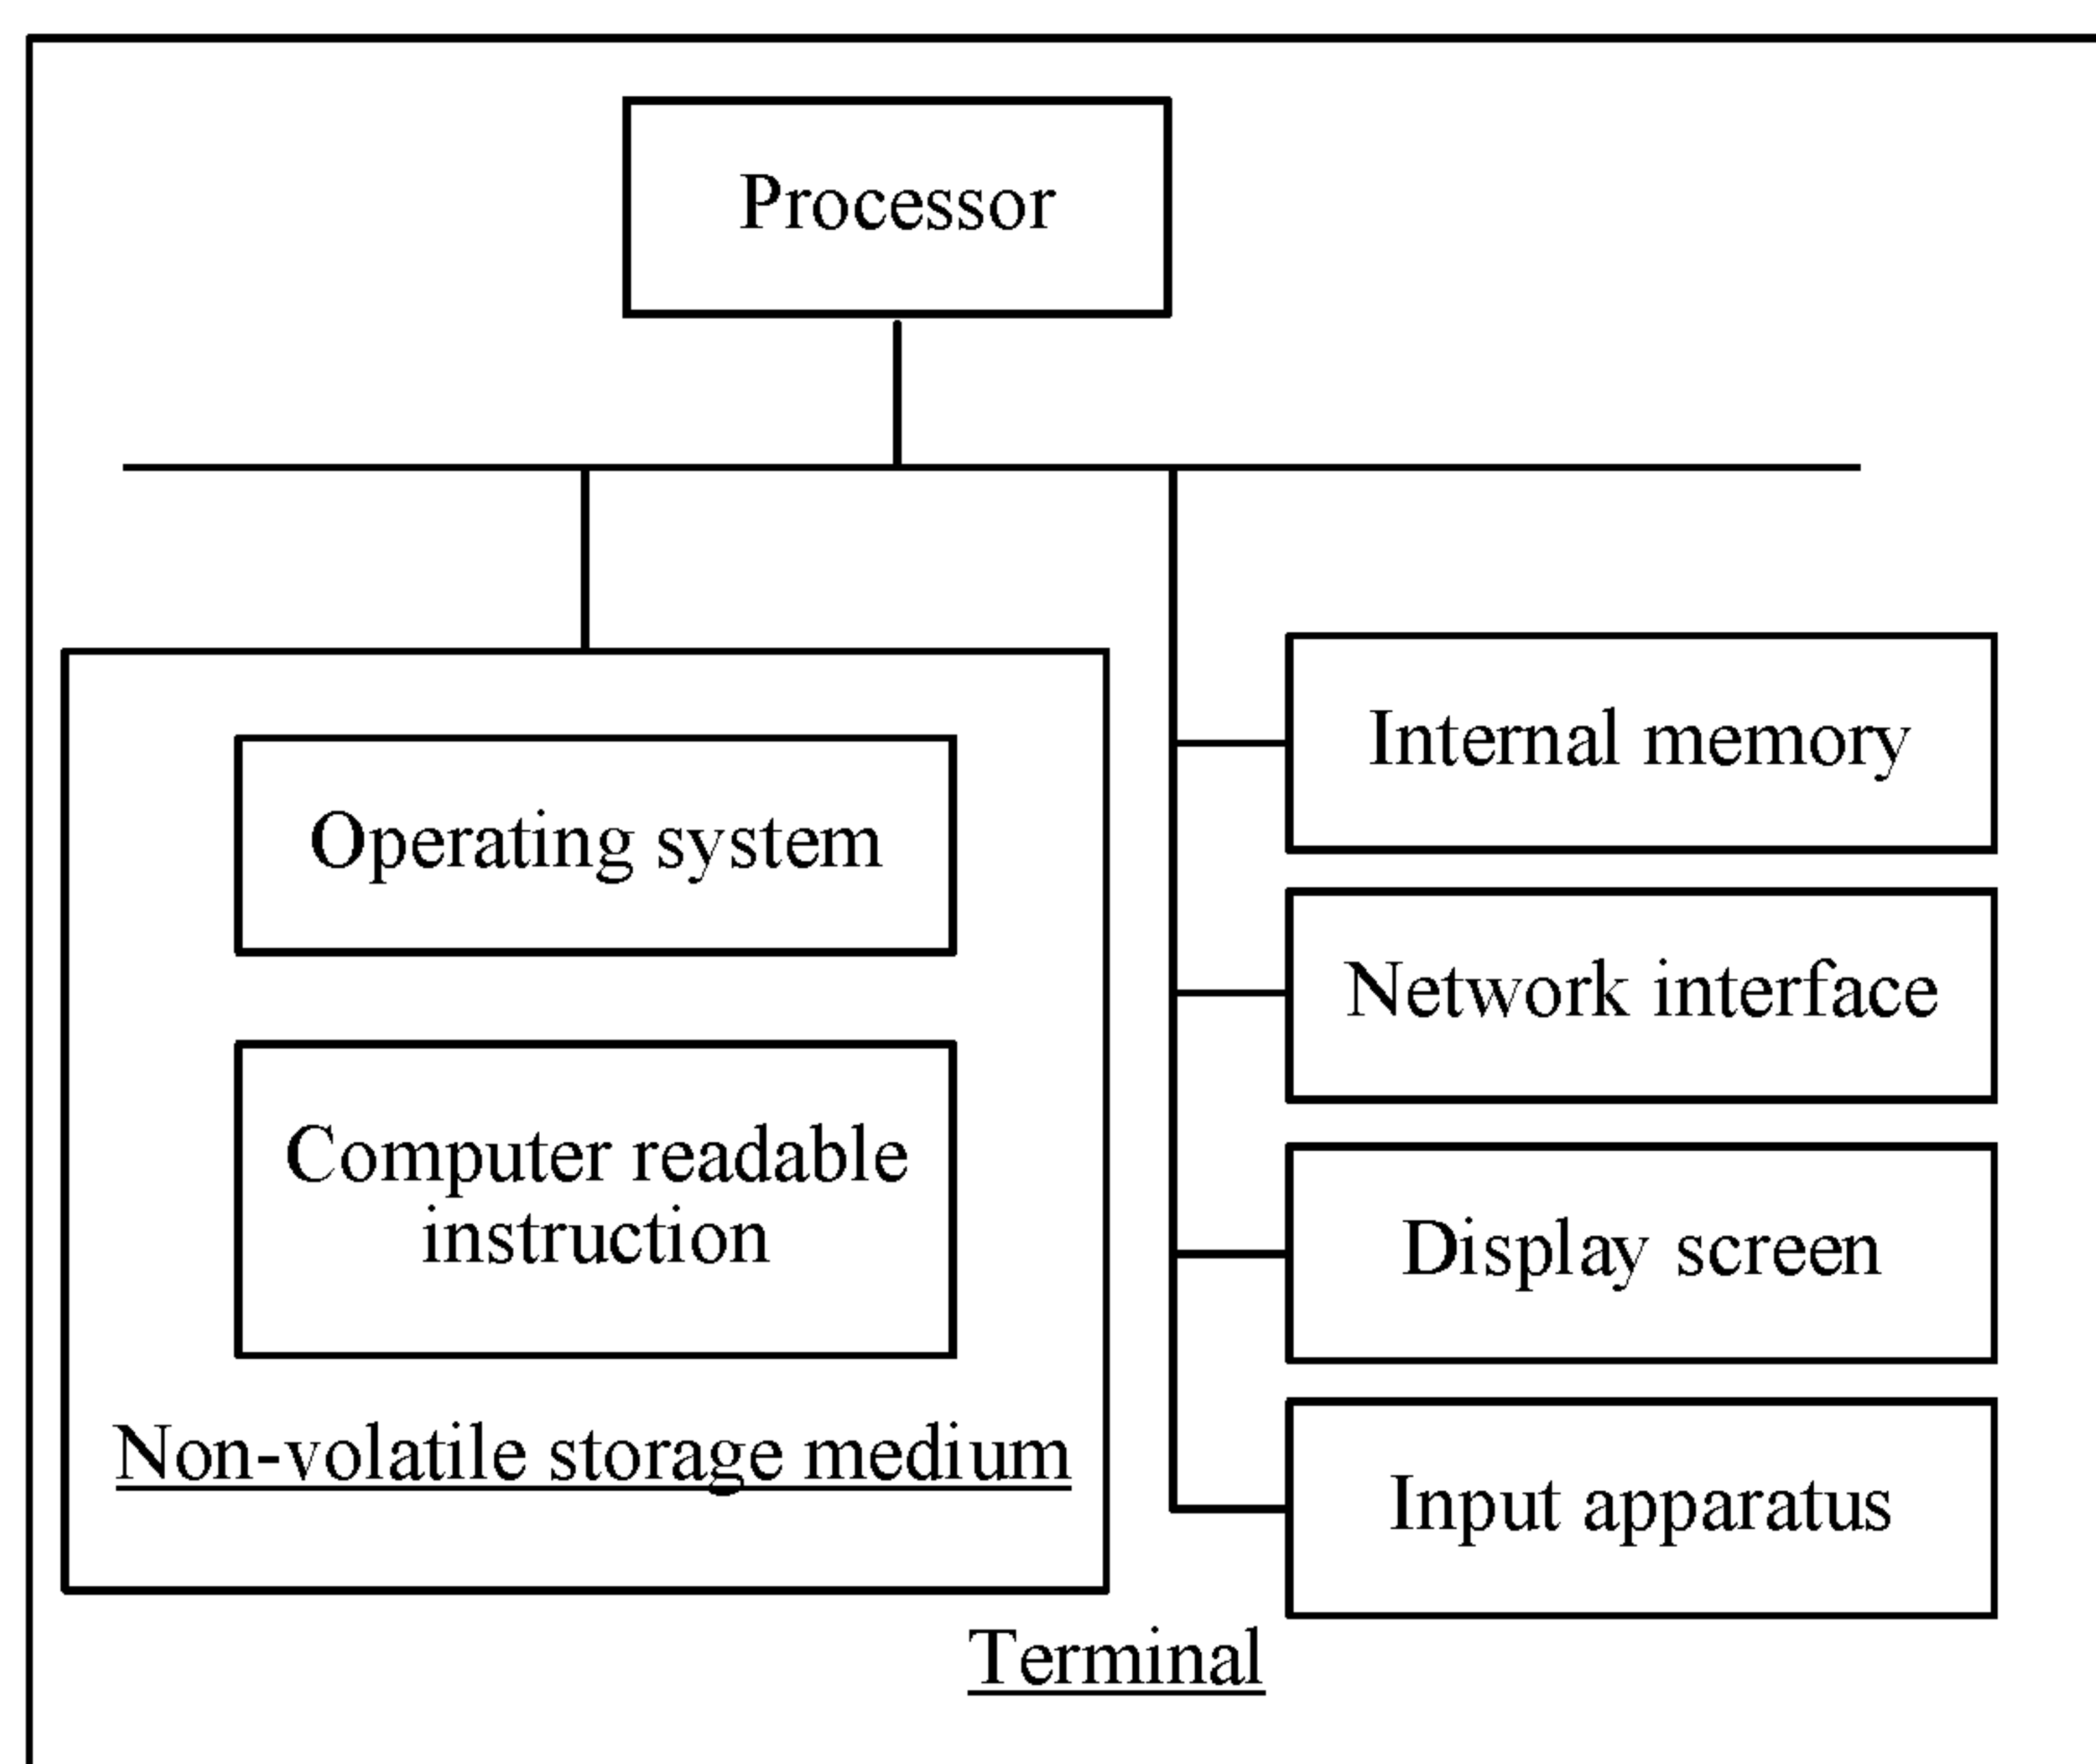 Processor
Operating system
Computer readable
instruction
Non-volatile storage medium
Internal memory
Network interface
Display screen
Input apparatus
Terminal